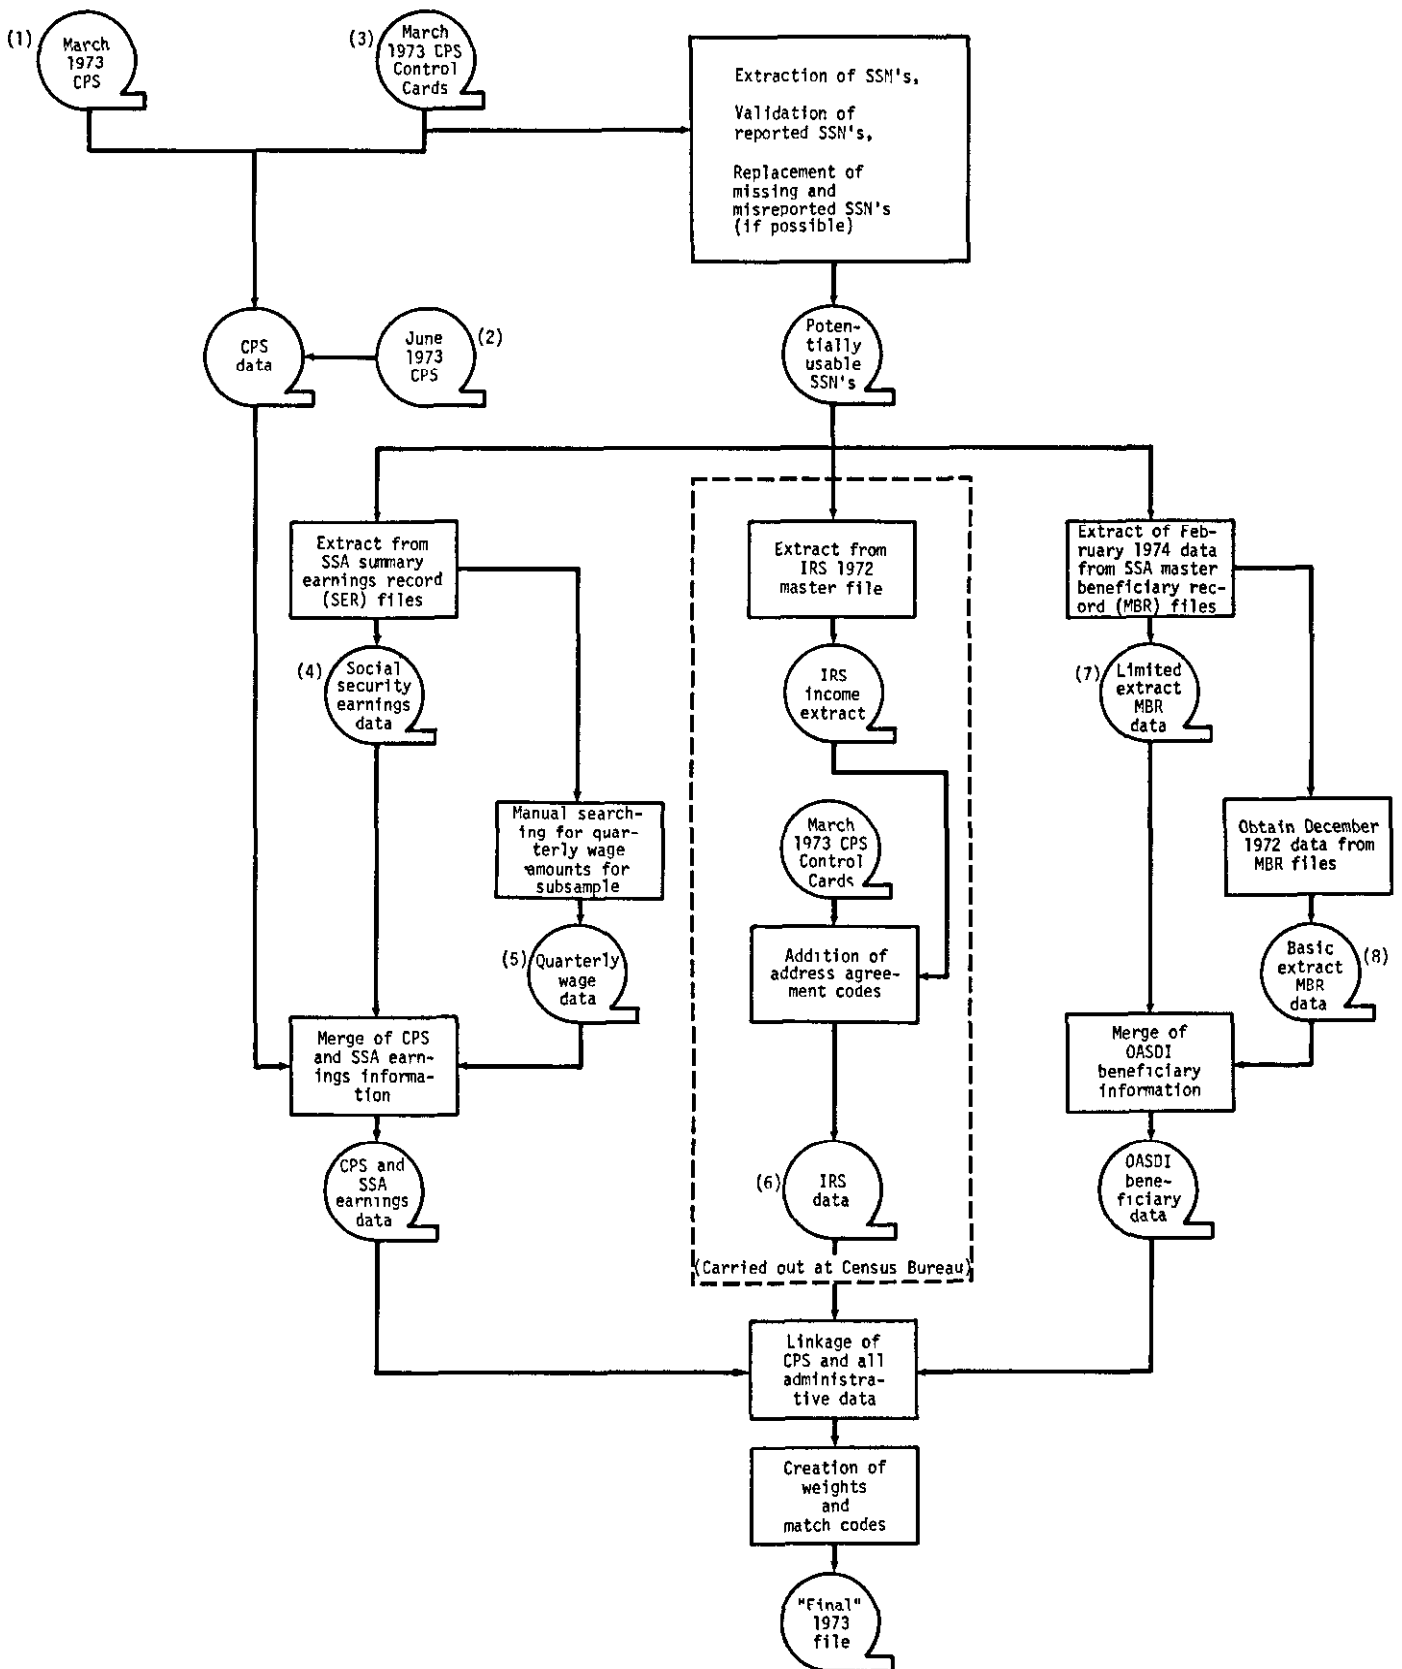 (1)
March
1973
CPS
(3)
March
1973 CPS
Control
Cards
Extraction of SSN's,
Validation of
reported SSN's,
Replacement of
missing and
misreported SSN's
(if possible)
CPS
data
June
1973
CPS
(2)
Poten-
tially
usable
SSN's
Extract from
SSA summary
earnings record
(SER) files
Extract from
IRS 1972
master file
Extract of Feb-
ruary 1974 data
from SSA master
beneficiary rec-
ord (MBR) files
(4)
Social
security
earnings
data
IRS
income
extract
(7)
Limited
extract
MBR
data
Manual search-
ing for quar-
terly wage
amounts for
subsample
March
1973 CPS
Control
Cards
Obtain December
1972 data from
MBR files
(5)
Quarterly
wage
data
Addition of
address agree-
ment codes
Basic
extract
MBR
data
(8)
Merge of CPS
and SSA earn-
ings informa-
tion
Merge of
OASDI
beneficiary
information
CPS and
SSA
earnings
data
(6)
IRS
data
OASDI
bene-
ficiary
data
(Carried out at Census Bureau)
Linkage of
CPS and all
administra-
tive data
Creation of
weights
and
match codes
"Final"
1973
file